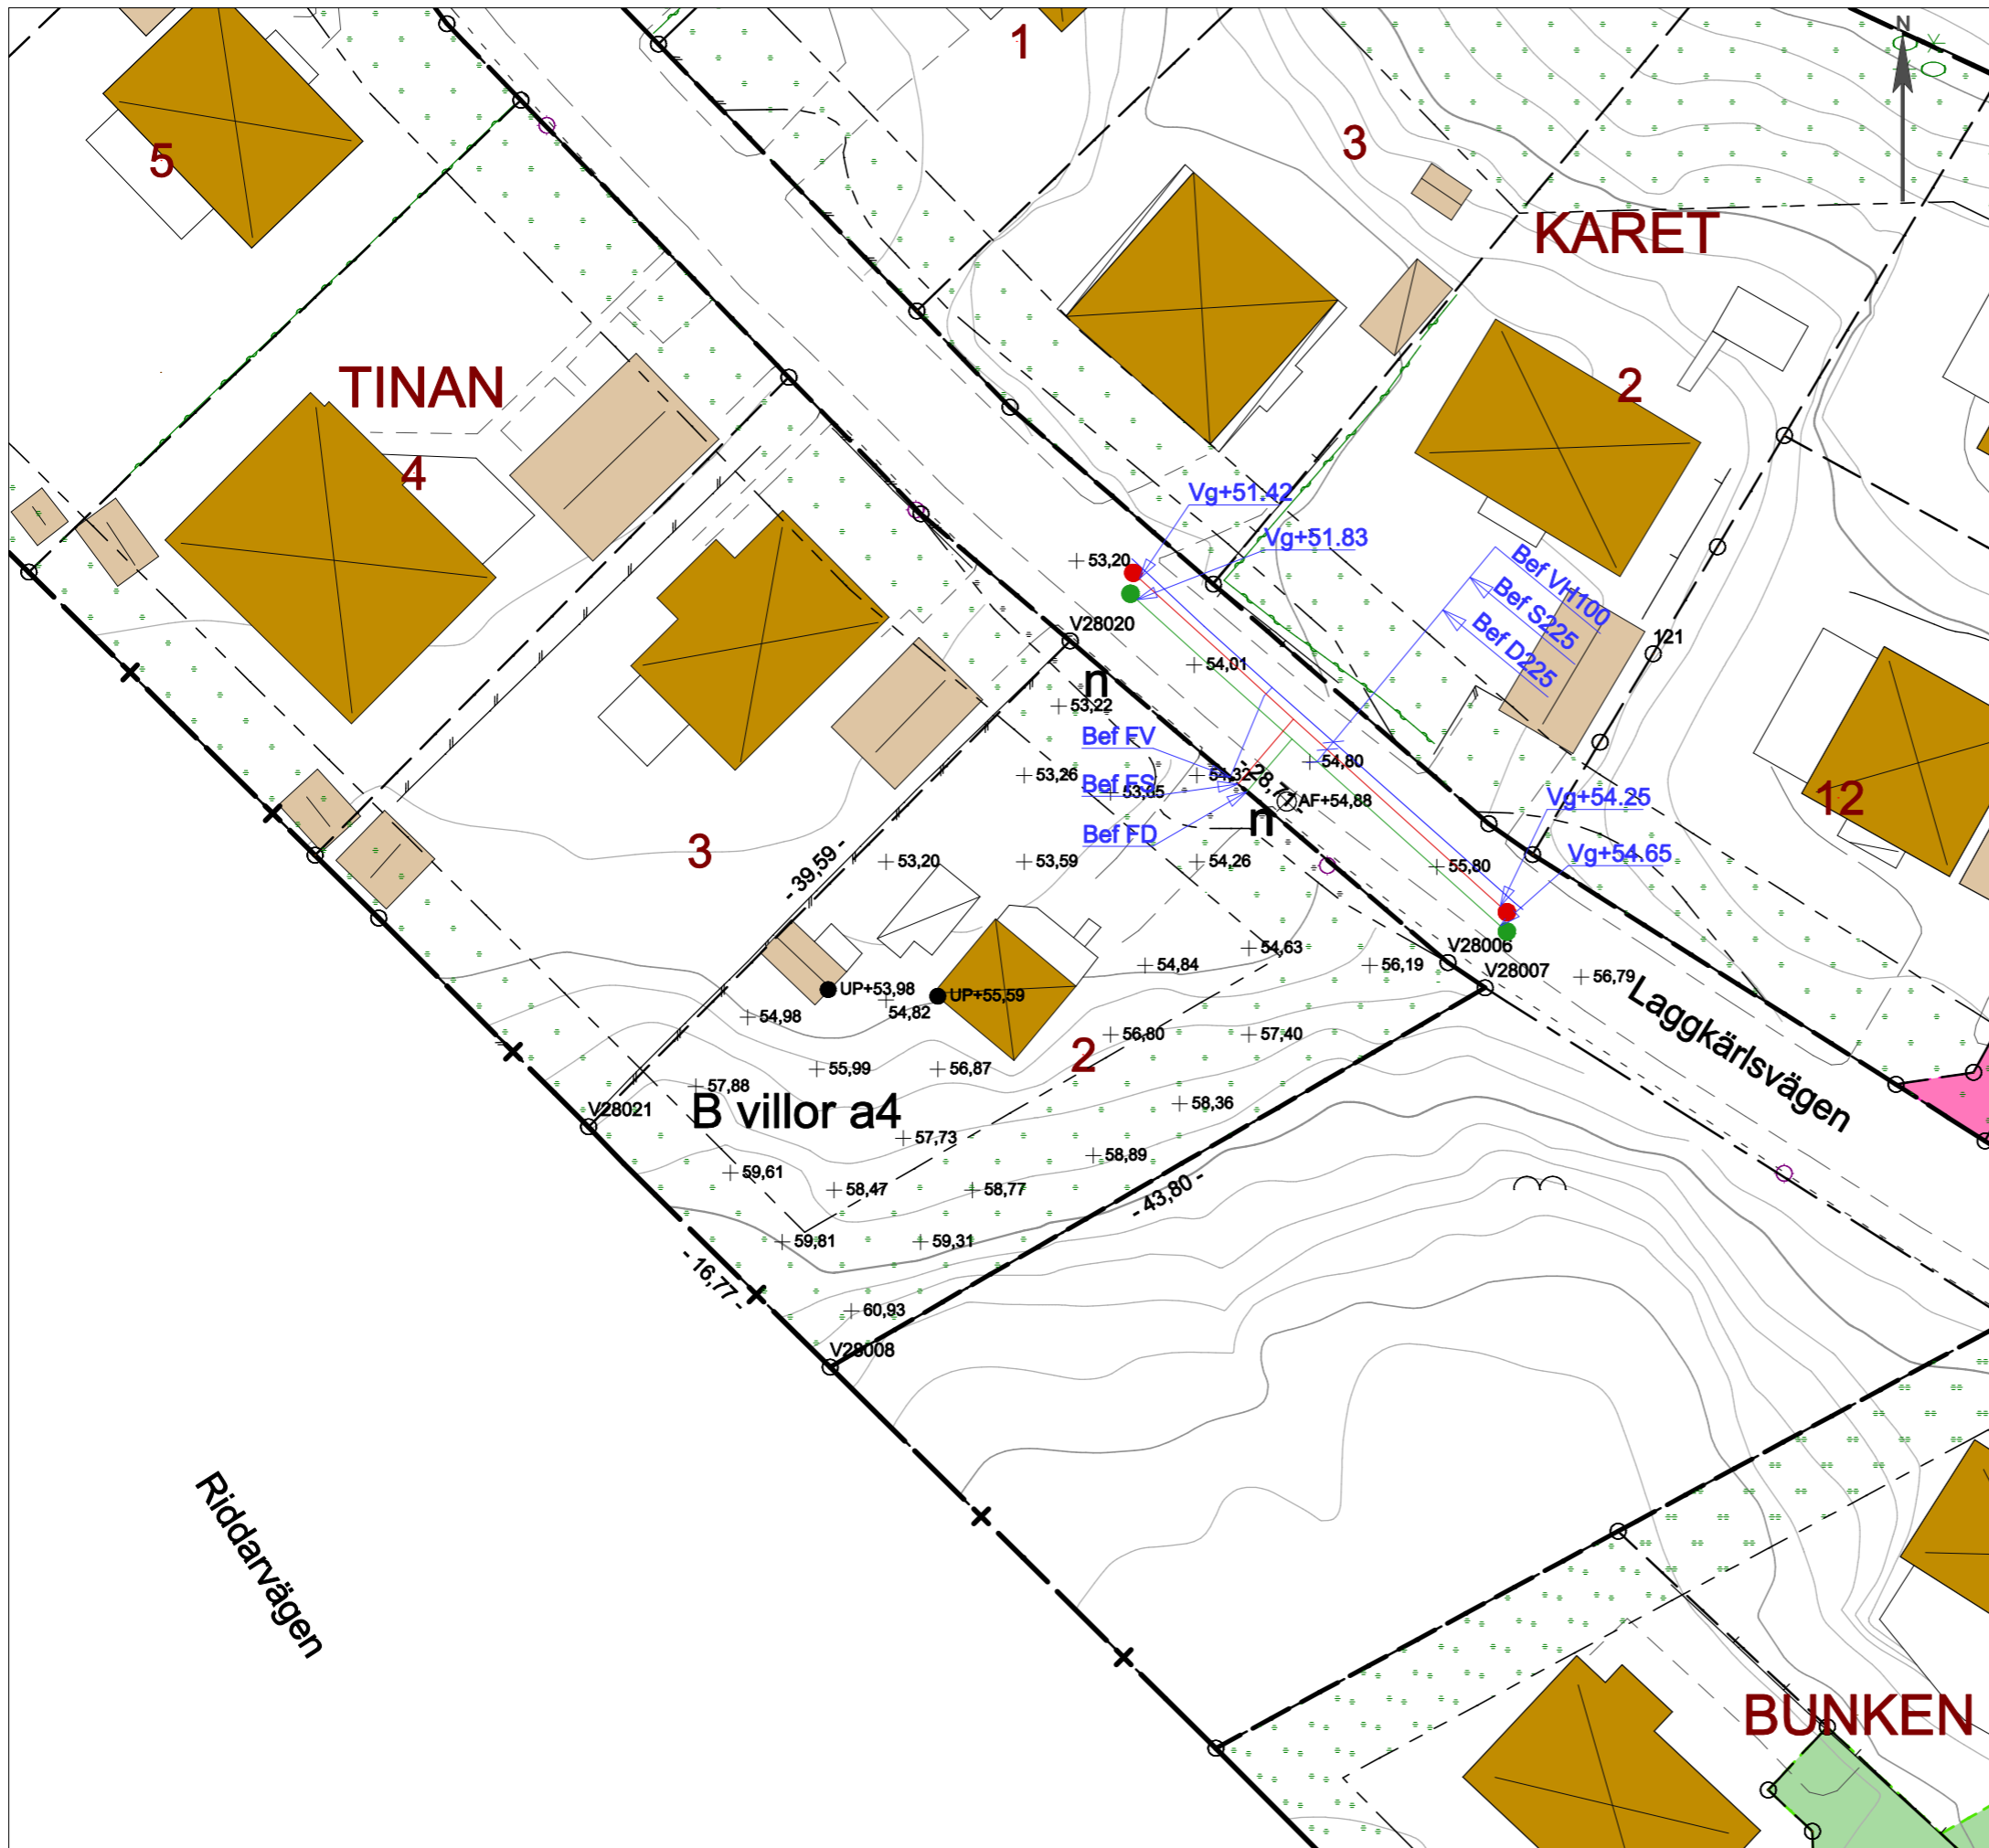 N
1
3
5
KARET
TINAN
2
4
Vg+51.42
Vg+51.83
53,20
Bef VH100
Bef S225
Bef D225
V28020
121
54,01
n
53,22
Bef FV
54,80
53,26
54,32
- 28,77 -
Bef FS
53,65
AF+54,88
Vg+54.25
12
n
Bef FD
3
- 39,59 -
53,20
53,59
54,26
55,80
Vg+54.65
54,63
V28006
54,84
56,19
V28007
56,79
UP+53,98
UP+55,59
54,82
54,98
Laggkärlsvägen
56,80
57,40
2
55,99
56,87
57,88
B villor a4
V28021
58,36
57,73
58,89
59,61
58,47
58,77
- 43,80 -
59,81
59,31
- 16,77 -
60,93
V28008
Riddarvägen
BUNKEN